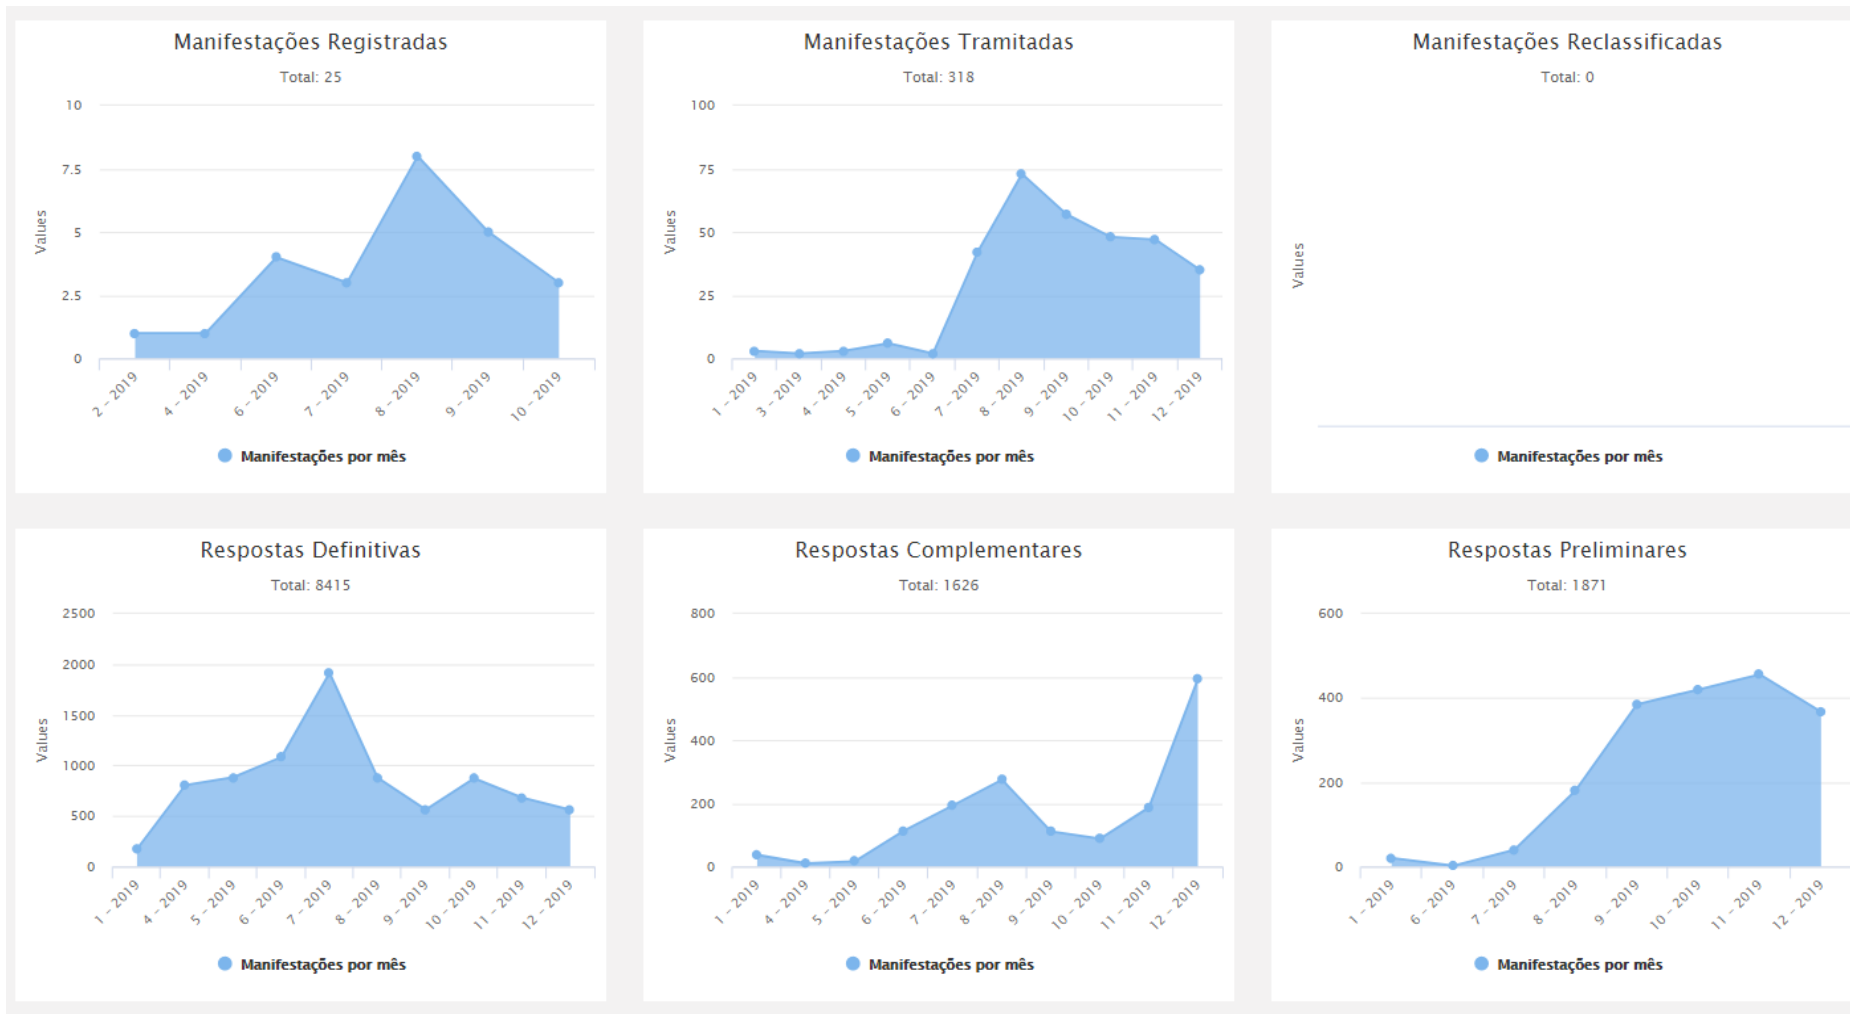 Manifestações Registradas
Total: 25
10
7.5
5
2.5
0
Values
2 - 2019
4 - 2019
6 - 2019
7 - 2019
8 - 2019
9 - 2019
10 - 2019
Manifestações por mês
Manifestações Tramitadas
Total: 318
100
75
50
25
0
Values
1 - 2019
3 - 2019
4 - 2019
5 - 2019
6 - 2019
7 - 2019
8 - 2019
9 - 2019
10 - 2019
11 - 2019
12 - 2019
Manifestações por mês
Manifestações Reclassificadas
Total: 0
Values
Manifestações por mês
Respostas Definitivas
Total: 8415
2500
2000
1500
1000
500
0
Values
1 - 2019
4 - 2019
5 - 2019
6 - 2019
7 - 2019
8 - 2019
9 - 2019
10 - 2019
11 - 2019
12 - 2019
Manifestações por mês
Respostas Complementares
Total: 1626
800
600
400
200
0
Values
1 - 2019
4 - 2019
5 - 2019
6 - 2019
7 - 2019
8 - 2019
9 - 2019
10 - 2019
11 - 2019
12 - 2019
Manifestações por mês
Respostas Preliminares
Total: 1871
600
400
200
0
Values
1 - 2019
6 - 2019
7 - 2019
8 - 2019
9 - 2019
10 - 2019
11 - 2019
12 - 2019
Manifestações por mês